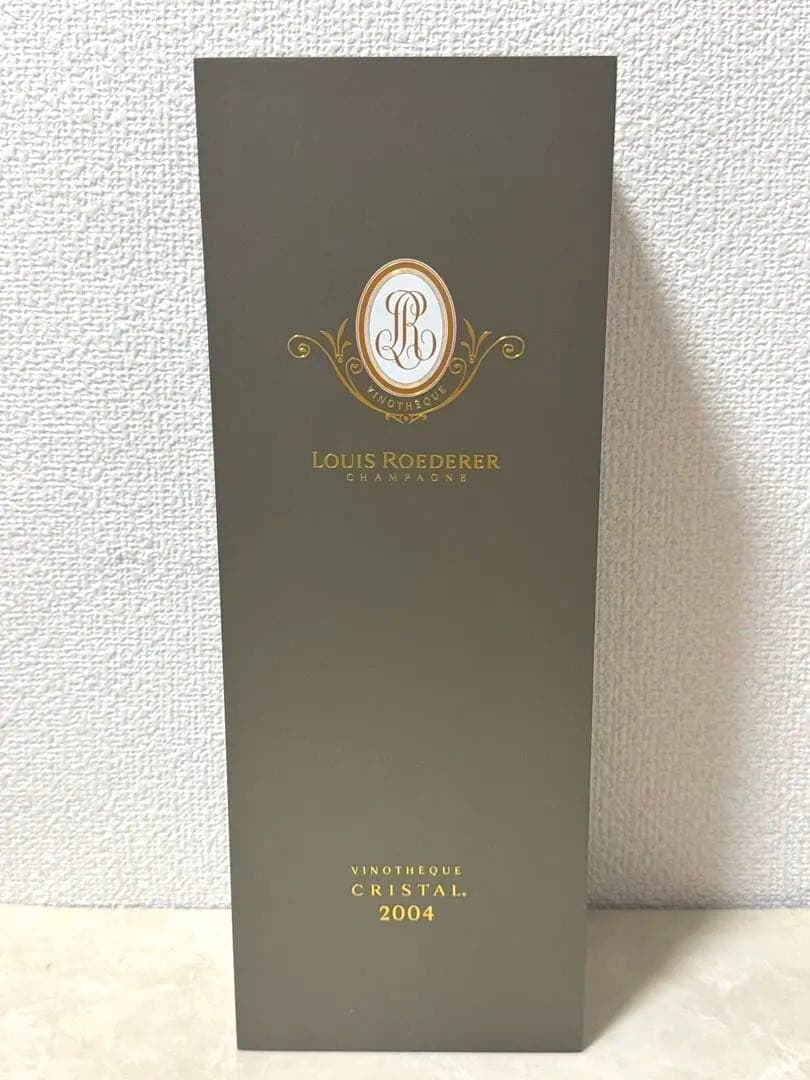 LR
VINOTHÈQUE
LOUIS ROEDERER
CHAMPAGNE
VINOTHÈQUE
CRISTAL®
2004